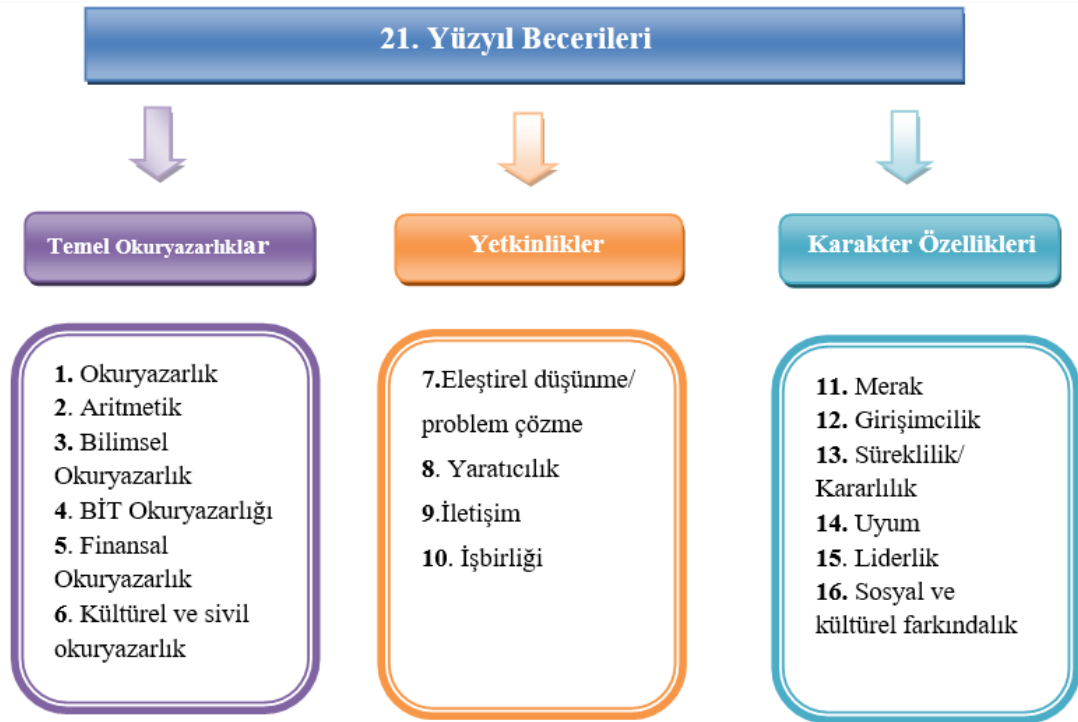 21. Yüzyıl Becerileri
Temel Okuryazarlıklar
1. Okuryazarlık
2. Aritmetik
3. Bilimsel
Okuryazarlık
4. BİT Okuryazarlığı
5. Finansal
Okuryazarlık
6. Kültürel ve sivil
okuryazarlık
Yetkinlikler
7.Eleştirel düşünme/
problem çözme
8. Yaratıcılık
9.İletişim
10. İşbirliği
Karakter Özellikleri
11. Merak
12. Girişimcilik
13. Süreklilik/
Kararlılık
14. Uyum
15. Liderlik
16. Sosyal ve
kültürel farkındalık